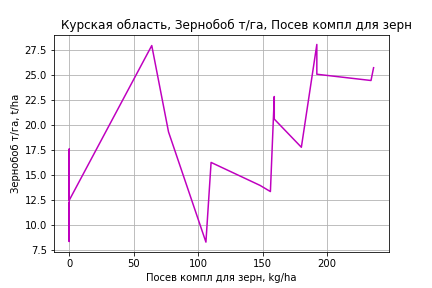 Курская область, Зернобоб т/га, Посев компл для зерн
27.5
25.0
22.5
20.0
17.5
15.0
12.5
10.0
7.5
Зернобоб т/га, t/ha
0 50 100 150 200
Посев компл для зерн, kg/ha